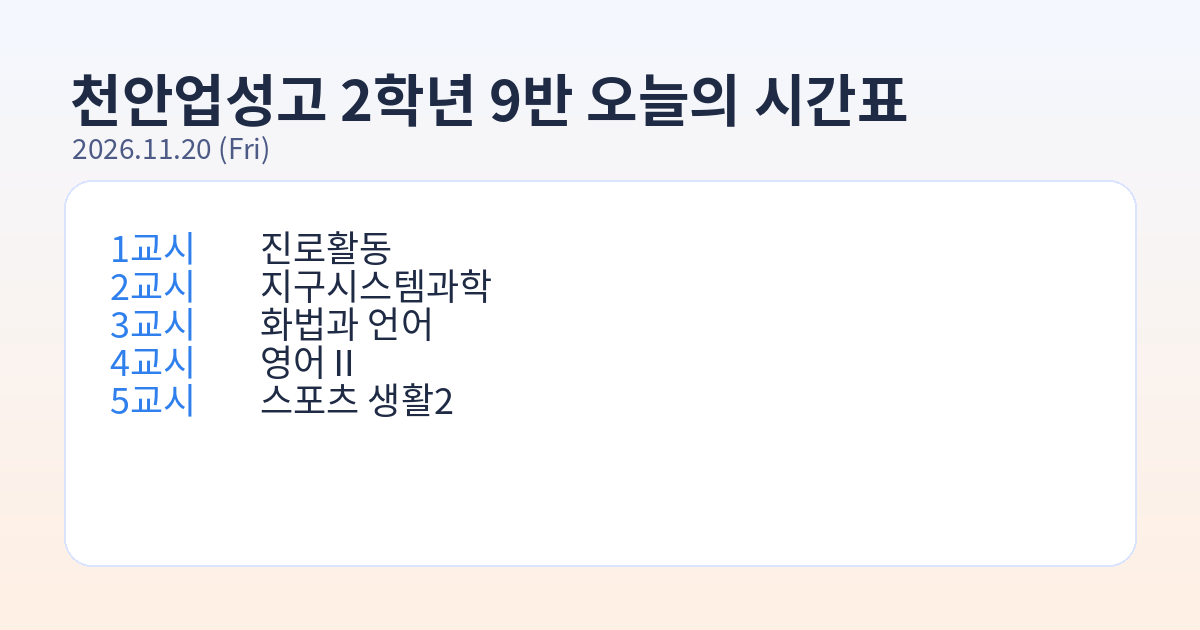 천안업성고 2학년 9반 오늘의 시간표
2026.11.20 (Fri)
1교시 진로활동
2교시 지구시스템과학
3교시 화법과 언어
4교시 영어Ⅱ
5교시 스포츠 생활2